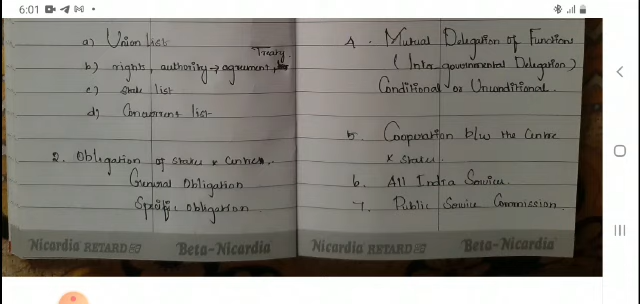 6:01
a) Union list
Treaty
b) rights, authority → agreement,
c) State list
d) Concurrent list
2. Obligation of states & centre.
General Obligation
Specific obligation
4. Mutual Delegation of Functions
(Inter-governmental Delegation)
Conditional or Unconditional.
5. Cooperation b/w the Centre
& states.
6. All India Services.
7. Public Service Commission.
Nicardia RETARD Beta-Nicardia
Nicardia RETARD Beta-Nicardia